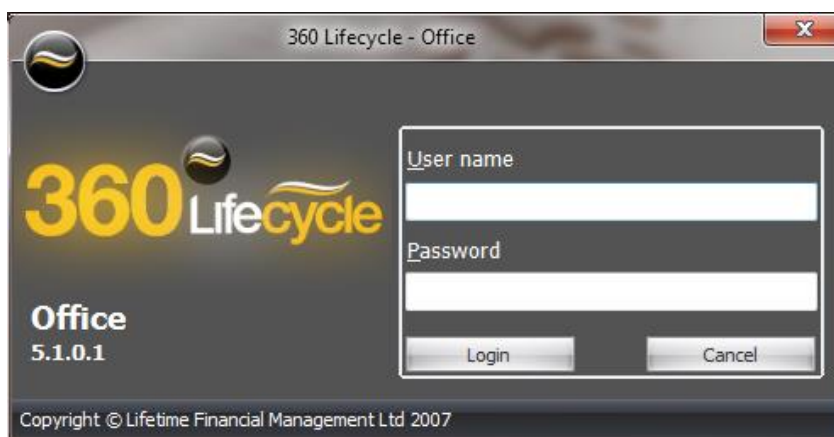 360 Lifecycle - Office
360 Lifecycle
User name
Password
Office
5.1.0.1
Login Cancel
Copyright © Lifetime Financial Management Ltd 2007